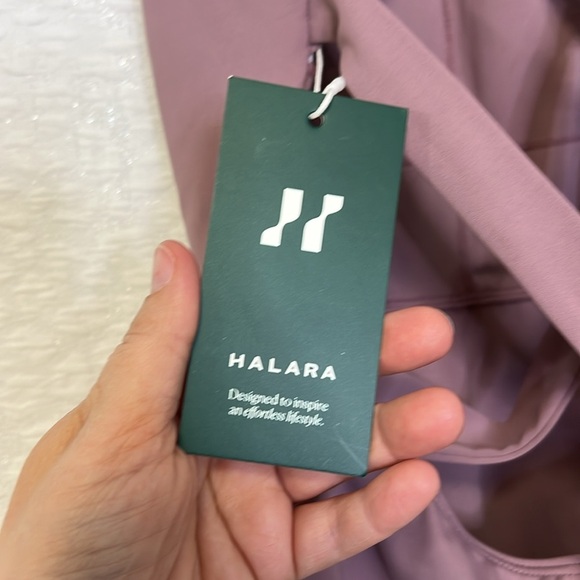 HALARA
Designed to inspire
an effortless lifestyle.